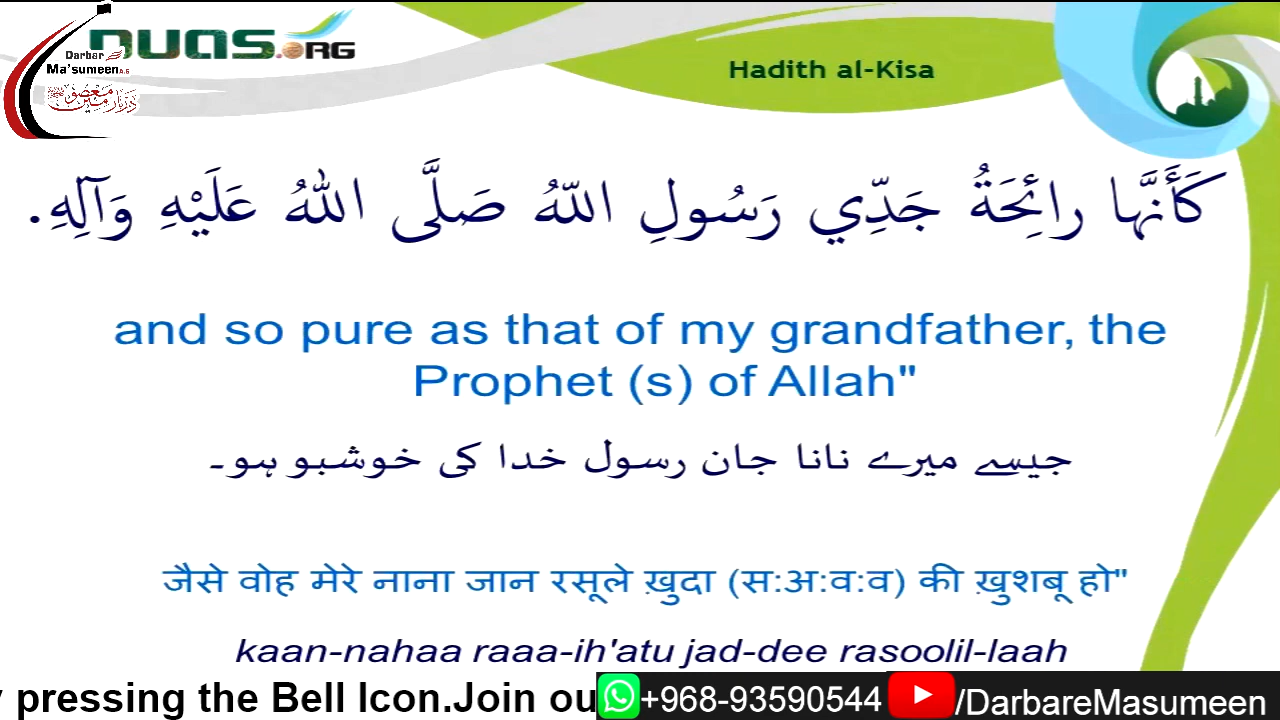 DUAS.ORG
Darbar
Ma'sumeen A.S
Hadith al-Kisa
كَأَنَّهَا رائِحَةُ جَدِّي رَسُولِ اللّهُ صَلَّى اللهُ عَلَيْهِ وَآلِهِ.
and so pure as that of my grandfather, the
Prophet (s) of Allah"
جیسے میرے نانا جان رسول خدا کی خوشبو ہو۔
जैसे वोह मेरे नाना जान रसूले ख़ुदा (स:अ:व:व) की ख़ुशबू हो"
kaan-nahaa raaa-ih'atu jad-dee rasoolil-laah
pressing the Bell Icon.Join ou +968-93590544 /DarbareMasumeen